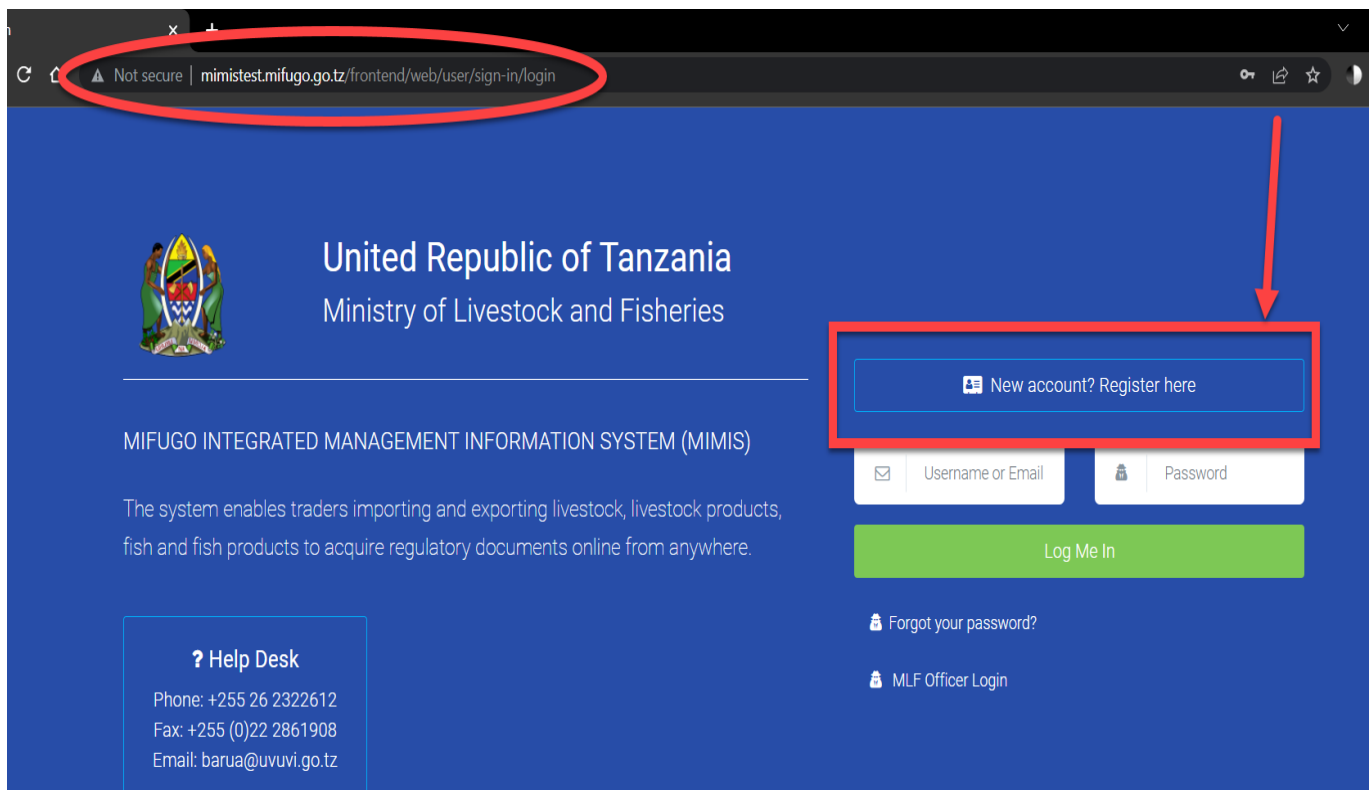 Not secure | mimistest.mifugo.go.tz/frontend/web/user/sign-in/login
United Republic of Tanzania
Ministry of Livestock and Fisheries
MIFUGO INTEGRATED MANAGEMENT INFORMATION SYSTEM (MIMIS)
The system enables traders importing and exporting livestock, livestock products,
fish and fish products to acquire regulatory documents online from anywhere.
? Help Desk
Phone: +255 26 2322612
Fax: +255 (0)22 2861908
Email: barua@uvuvi.go.tz
New account? Register here
Username or Email
Password
Log Me In
Forgot your password?
MLF Officer Login